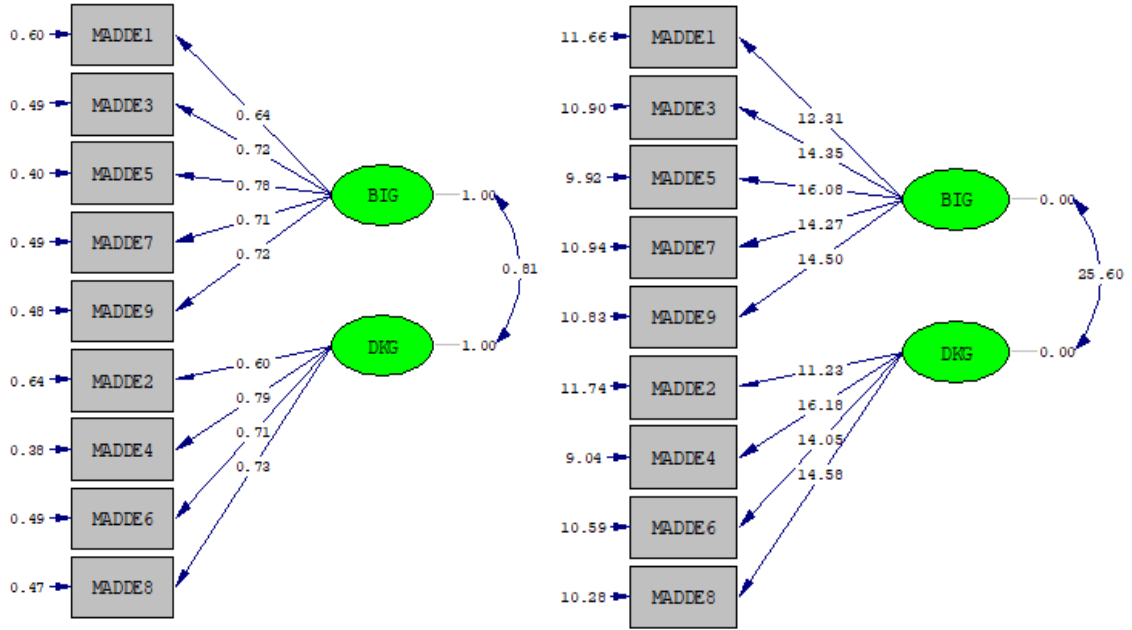 0.60 MADDE1
0.49 MADDE3
0.40 MADDE5
0.49 MADDE7
0.48 MADDE9
0.64 MADDE2
0.38 MADDE4
0.49 MADDE6
0.47 MADDE8
0.64
0.72
0.78
0.71
0.72
BIG 1.00
0.81
DKG 1.00
0.60
0.79
0.71
0.73
11.66 MADDE1
10.90 MADDE3
9.92 MADDE5
10.94 MADDE7
10.83 MADDE9
11.74 MADDE2
9.04 MADDE4
10.59 MADDE6
10.28 MADDE8
12.31
14.35
16.08
14.27
14.50
BIG 0.00
25.60
DKG 0.00
11.23
16.18
14.05
14.58